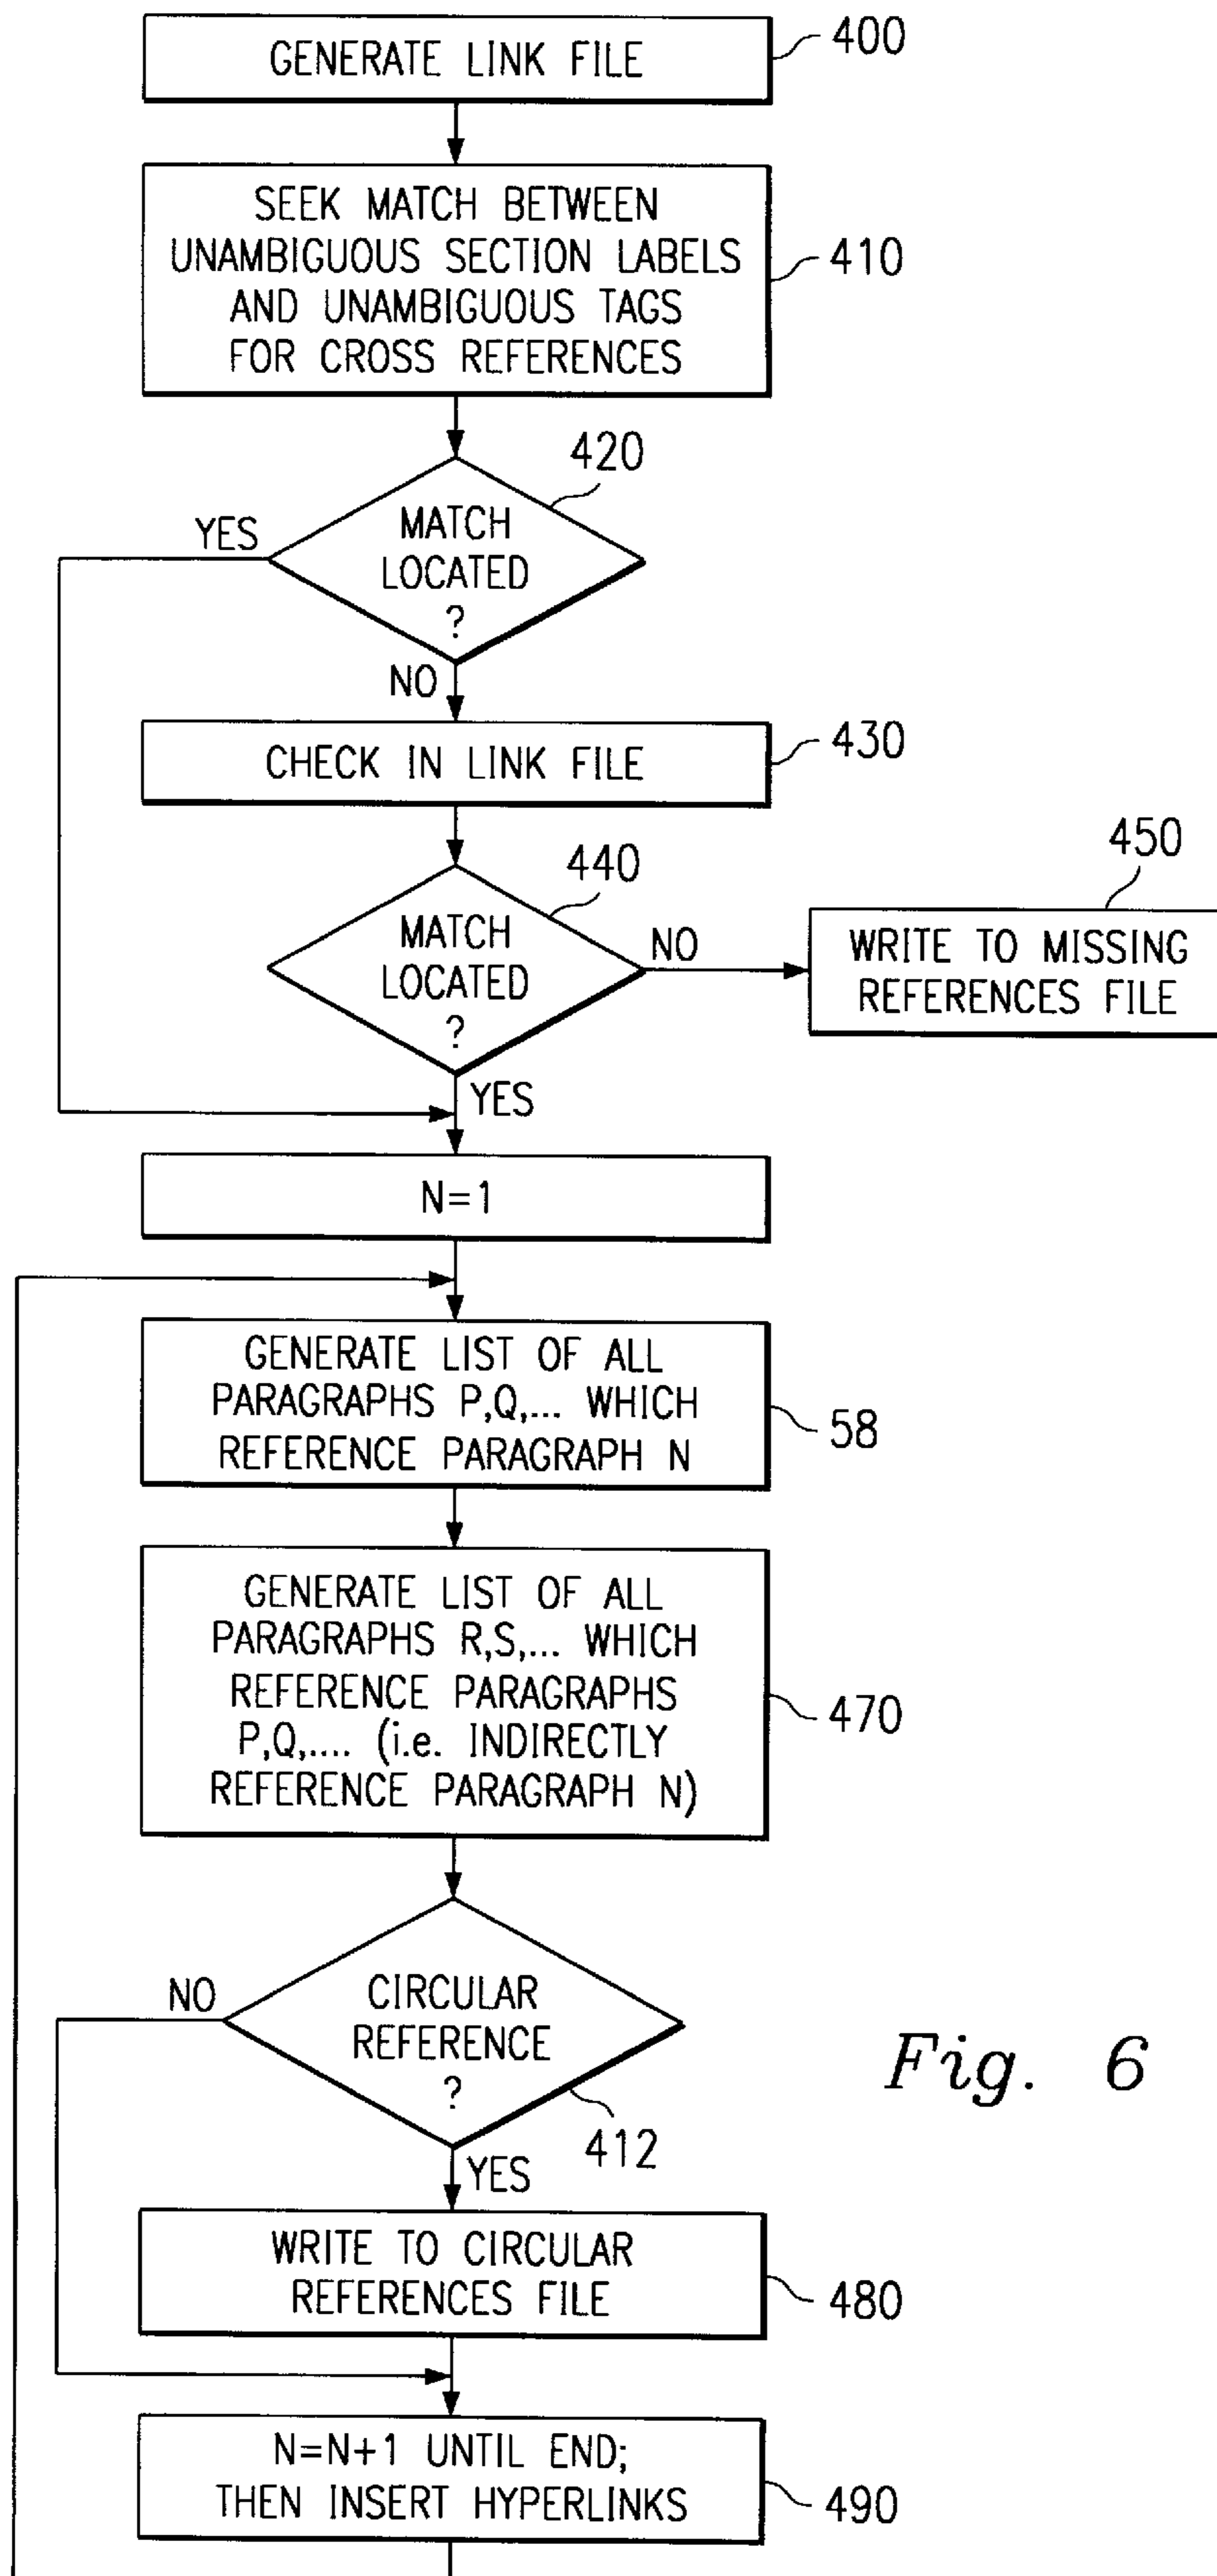 GENERATE LINK FILE
400
SEEK MATCH BETWEEN
UNAMBIGUOUS SECTION LABELS
AND UNAMBIGUOUS TAGS
FOR CROSS REFERENCES
410
420
YES
MATCH
LOCATED
?
NO
CHECK IN LINK FILE
430
440
450
MATCH
LOCATED
?
NO
WRITE TO MISSING
REFERENCES FILE
YES
N=1
GENERATE LIST OF ALL
PARAGRAPHS P,Q,... WHICH
REFERENCE PARAGRAPH N
58
GENERATE LIST OF ALL
PARAGRAPHS R,S,... WHICH
REFERENCE PARAGRAPHS
P,Q,.... (i.e. INDIRECTLY
REFERENCE PARAGRAPH N)
470
NO
CIRCULAR
REFERENCE
?
412
Fig. 6
YES
WRITE TO CIRCULAR
REFERENCES FILE
480
N=N+1 UNTIL END;
THEN INSERT HYPERLINKS
490